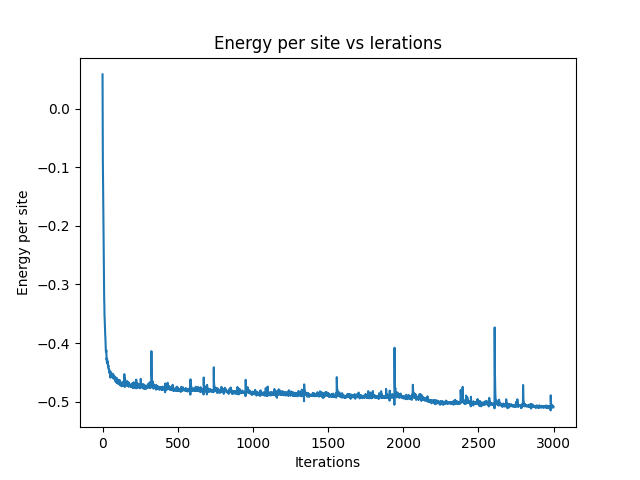 Energy per site vs Ierations
0.0
−0.1
−0.2
−0.3
−0.4
−0.5
Energy per site
0 500 1000 1500 2000 2500 3000
Iterations